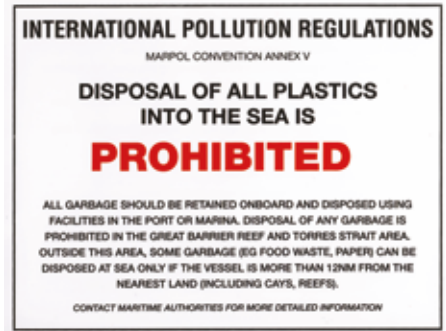 INTERNATIONAL POLLUTION REGULATIONS
MARPOL CONVENTION ANNEX V
DISPOSAL OF ALL PLASTICS
INTO THE SEA IS
PROHIBITED
ALL GARBAGE SHOULD BE RETAINED ONBOARD AND DISPOSED USING
FACILITIES IN THE PORT OR MARINA. DISPOSAL OF ANY GARBAGE IS
PROHIBITED IN THE GREAT BARRIER REEF AND TORRES STRAIT AREA.
OUTSIDE THIS AREA, SOME GARBAGE (EG FOOD WASTE, PAPER) CAN BE
DISPOSED AT SEA ONLY IF THE VESSEL IS MORE THAN 12NM FROM THE
NEAREST LAND (INCLUDING CAYS, REEFS).
CONTACT MARITIME AUTHORITIES FOR MORE DETAILED INFORMATION